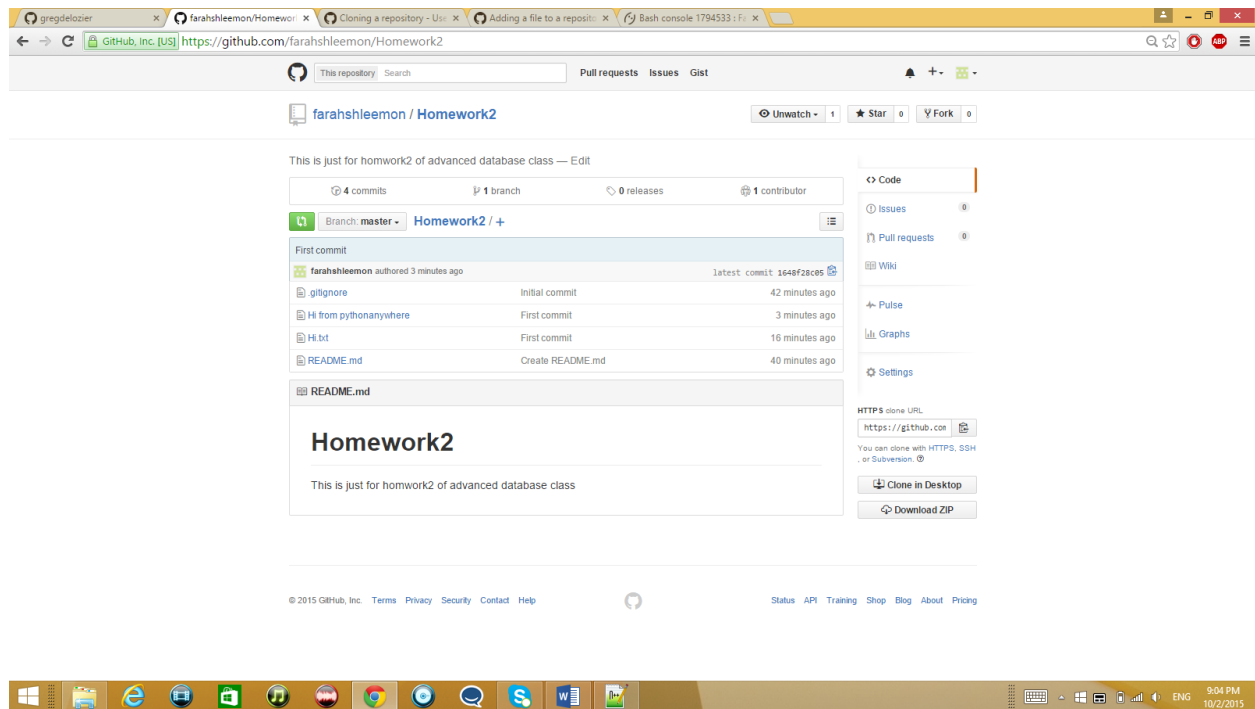 gregdelozier
farahshleemon/Homewor
Cloning a repository - Use
Adding a file to a reposito
Bash console 1794533 : Fa
GitHub, Inc. [US] https://github.com/farahshleemon/Homework2
ABP
This repository Search
Pull requests Issues Gist
farahshleemon / Homework2
Unwatch 1 Star 0 Fork 0
This is just for homwork2 of advanced database class — Edit
4 commits 1 branch 0 releases 1 contributor
Branch: master Homework2 / +
First commit
farahshleemon authored 3 minutes ago latest commit 1648f28c05
.gitignore Initial commit 42 minutes ago
Hi from pythonanywhere First commit 3 minutes ago
Hi.txt First commit 16 minutes ago
README.md Create README.md 40 minutes ago
README.md
Homework2
This is just for homwork2 of advanced database class
<> Code
Issues 0
Pull requests 0
Wiki
Pulse
Graphs
Settings
HTTPS clone URL
https://github.com
You can clone with HTTPS, SSH
, or Subversion.
Clone in Desktop
Download ZIP
© 2015 GitHub, Inc. Terms Privacy Security Contact Help
Status API Training Shop Blog About Pricing
ENG
9:04 PM
10/2/2015